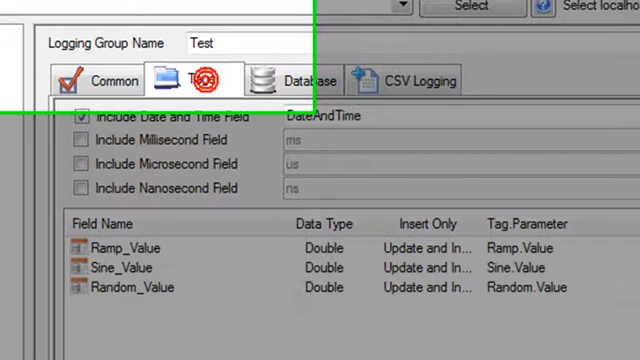 Select
Select localho
Logging Group Name Test
Common Tags Database CSV Logging
Include Date and Time Field DateAndTime
Include Millisecond Field ms
Include Microsecond Field us
Include Nanosecond Field ns
Field Name Data Type Insert Only Tag.Parameter
Ramp_Value Double Update and In... Ramp.Value
Sine_Value Double Update and In... Sine.Value
Random_Value Double Update and In... Random.Value